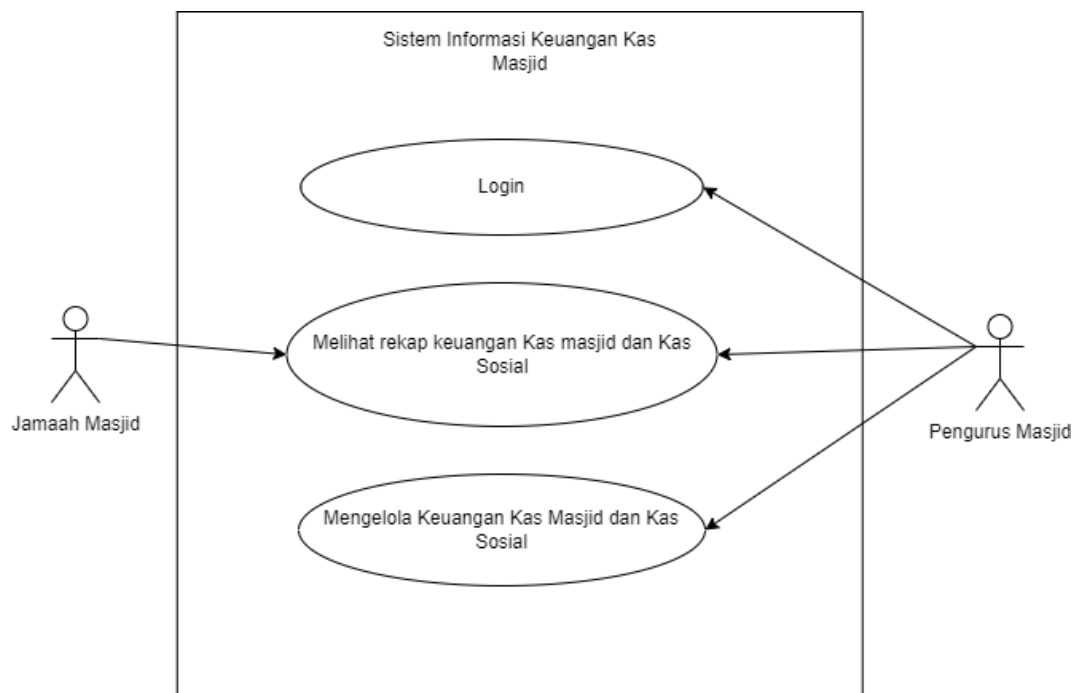 Sistem Informasi Keuangan Kas
Masjid
Login
Melihat rekap keuangan Kas masjid dan Kas
Sosial
Jamaah Masjid
Pengurus Masjid
Mengelola Keuangan Kas Masjid dan Kas
Sosial